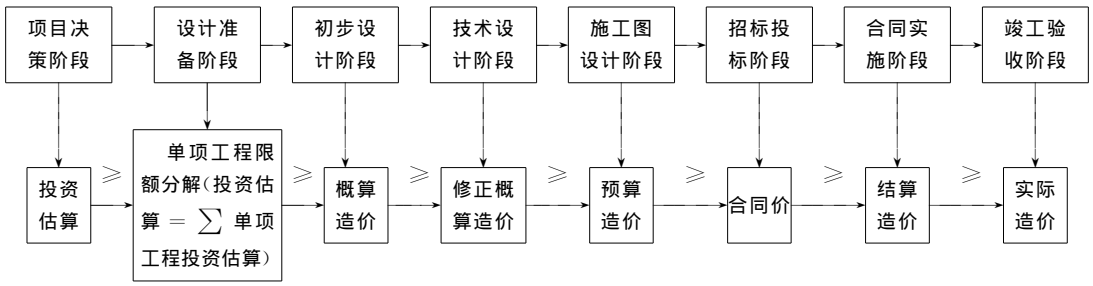 项目决
策阶段
设计准
备阶段
初步设
计阶段
技术设
计阶段
施工图
设计阶段
招标投
标阶段
合同实
施阶段
竣工验
收阶段
投资
估算
≥
单项工程限
额分解(投资估
算=∑单项
工程投资估算)
≥
概算
造价
≥
修正概
算造价
≥
预算
造价
≥
合同价
≥
结算
造价
≥
实际
造价